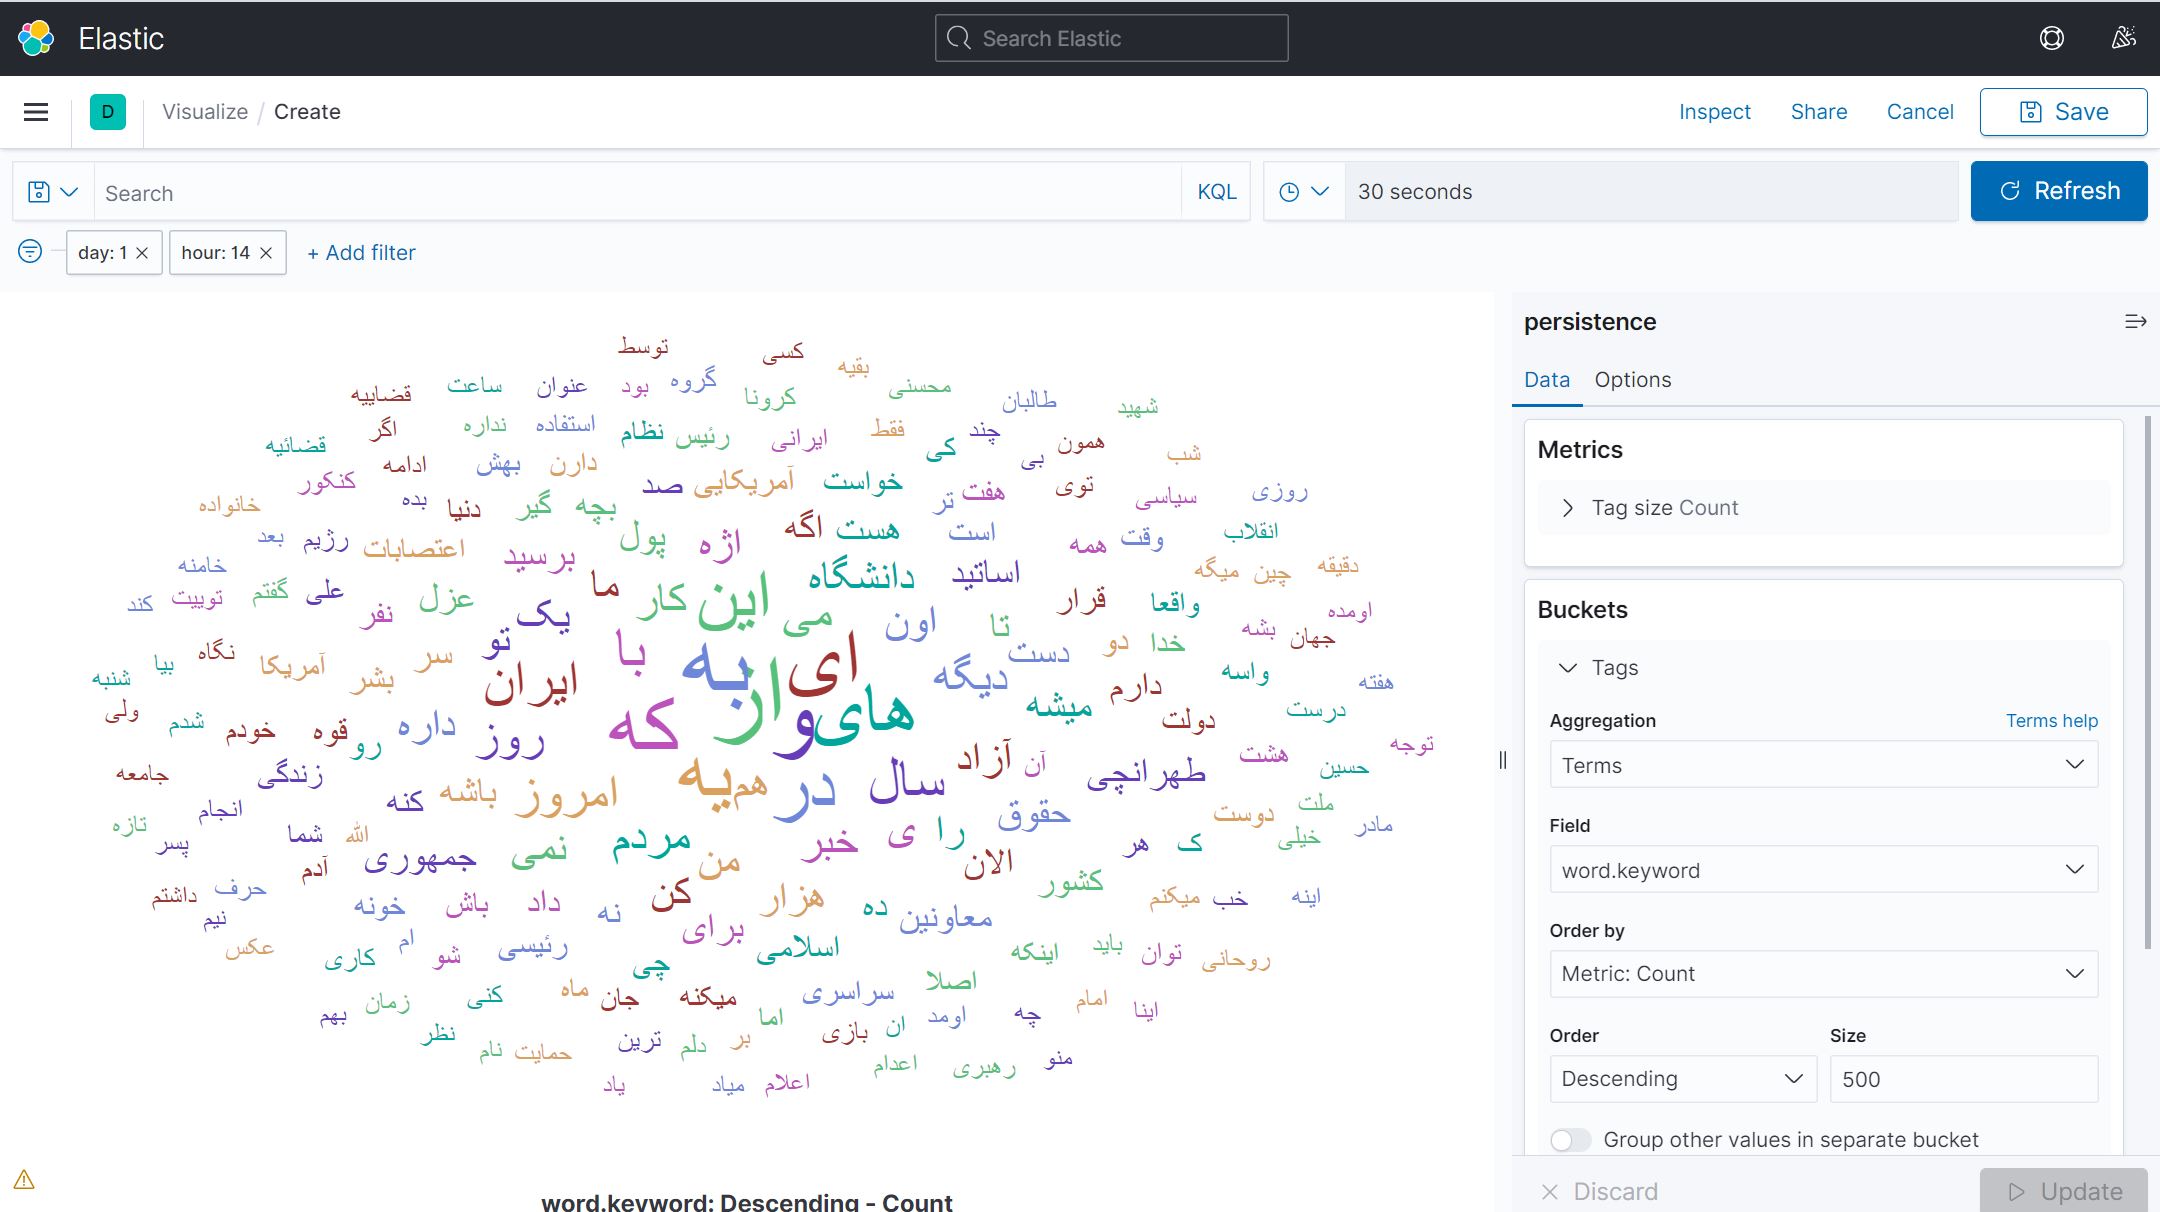 Elastic
Search Elastic
D
Visualize / Create
Inspect Share Cancel Save
Search KQL
30 seconds
Refresh
day: 1 ×
hour: 14 ×
+ Add filter
توسط کسی بقیه
قضاییه ساعت عنوان بود گروه کرونا محسنی طالبان شهید
اگر نداره استفاده نظام رئیس ایرانی فقط چند همون
قضائیه ادامه بهش دارن کی بی شب
کنکور آمریکایی خواست هفت توی سیاسی روزی
خانواده بده دنیا گیر بچه صد تر
بعد رژیم اعتصابات برسید پول اژه اگه هست است همه وقت انقلاب
خامنه دانشگاه اساتید میگه چین دقیقه
کند توییت گفتم علی نفر عزل یک ما کار این می اون تا قرار واقعا بشه جهان اومده
شنبه بیا نگاه آمریکا بشر سر تو با به ای دیگه دست دو خدا
ولی ایران از های میشه دارم واسه هفته
شدم خودم قوه رو داره روز که و دولت درست
جامعه زندگی آزاد آن طهرانچی هشت حسین توجه
تازه انجام کنه باشه امروز یه هم در سال حقوق دوست ملت
پسر شما الله جمهوری نمی مردم خبر ی را ک هر خیلی مادر
آدم من الان کشور
داشتم حرف خونه باش داد نه کن هزار ده معاونین میکنم خب اینه
نیم برای
عکس کاری ام شو رئیسی چی اسلامی اینکه باید توان روحانی
بهم زمان کنی ماه جان میکنه سراسری اصلا امام اینا
نظر اما بازی ان اومد چه
نام حمایت ترین دلم بر اعدام رهبری منو
یاد میاد اعلام
word.keyword: Descending - Count
persistence
Data Options
Metrics
Tag size Count
Buckets
Tags
Aggregation Terms help
Terms
Field
word.keyword
Order by
Metric: Count
Order Size
Descending 500
Group other values in separate bucket
Discard Update